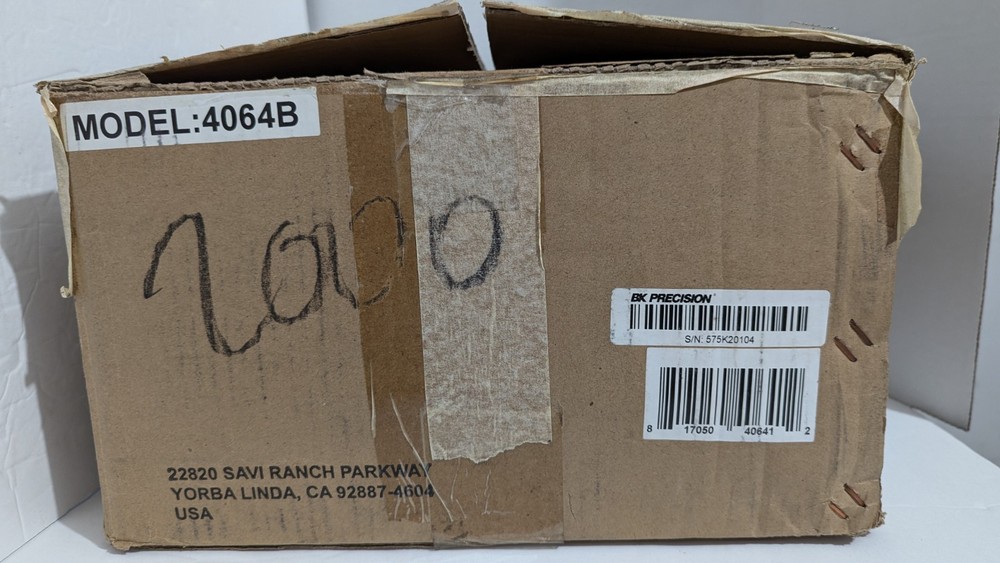 MODEL:4064B
2000
BK PRECISION
S/N: 575K20104
8 17050 40641 2
22820 SAVI RANCH PARKWAY
YORBA LINDA, CA 92887-4604
USA